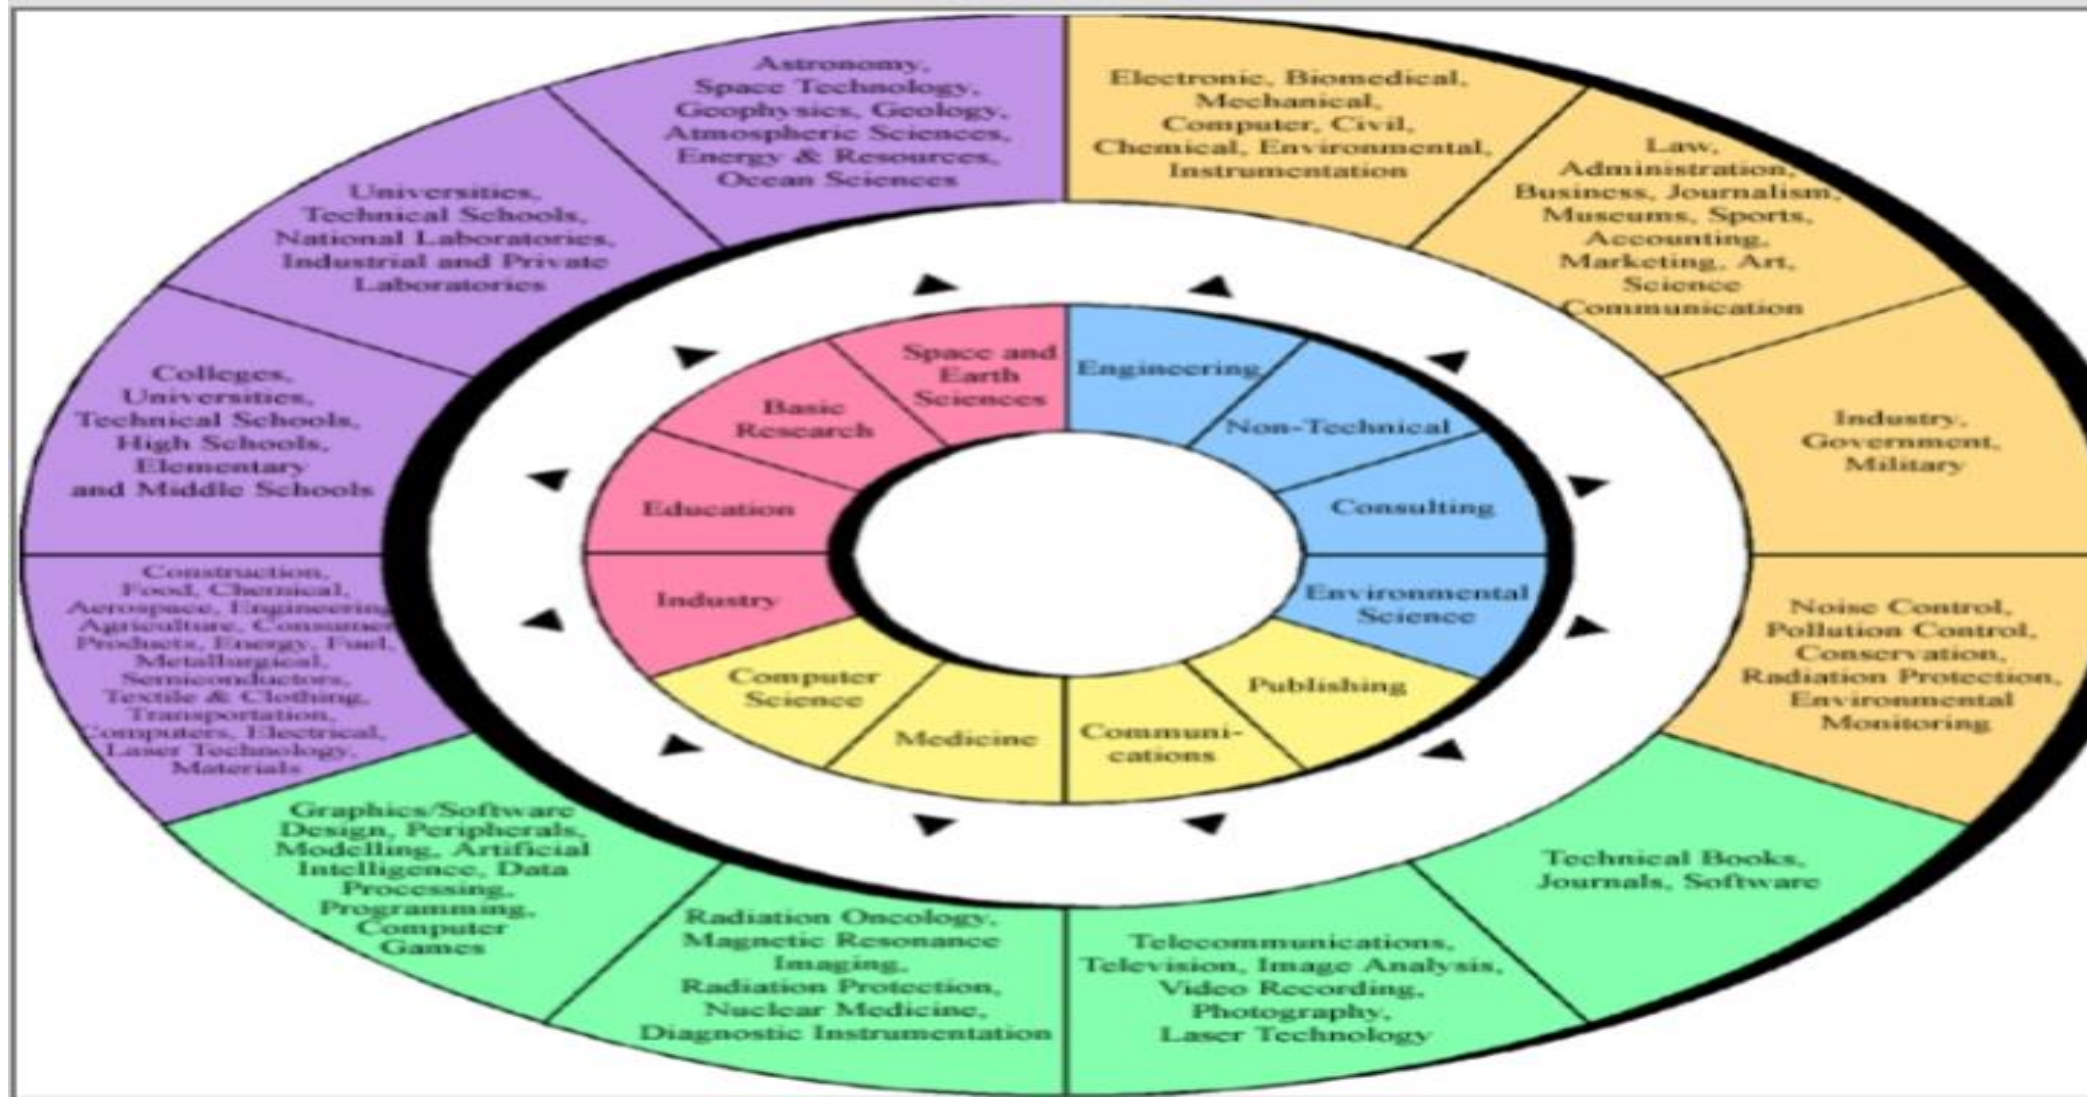 Astronomy,
Space Technology,
Geophysics, Geology,
Atmospheric Sciences,
Energy & Resources,
Ocean Sciences
Electronic, Biomedical,
Mechanical,
Computer, Civil,
Chemical, Environmental,
Instrumentation
Law,
Administration,
Business, Journalism,
Museums, Sports,
Accounting,
Marketing, Art,
Science
Communication
Industry,
Government,
Military
Noise Control,
Pollution Control,
Conservation,
Radiation Protection,
Environmental
Monitoring
Technical Books,
Journals, Software
Telecommunications,
Television, Image Analysis,
Video Recording,
Photography,
Laser Technology
Radiation Oncology,
Magnetic Resonance
Imaging,
Radiation Protection,
Nuclear Medicine,
Diagnostic Instrumentation
Graphics/Software
Design, Peripherals,
Modelling, Artificial
Intelligence, Data
Processing,
Programming,
Computer
Games
Construction,
Food, Chemical,
Aerospace, Engineering
Agriculture, Consumer
Products, Energy, Fuel,
Metallurgical,
Semiconductors,
Textile & Clothing,
Transportation,
Computers, Electrical,
Laser Technology,
Materials
Colleges,
Universities,
Technical Schools,
High Schools,
Elementary
and Middle Schools
Universities,
Technical Schools,
National Laboratories,
Industrial and Private
Laboratories
Space and
Earth
Sciences
Engineering
Non-Technical
Consulting
Environmental
Science
Publishing
Communi-
cations
Medicine
Computer
Science
Industry
Education
Basic
Research